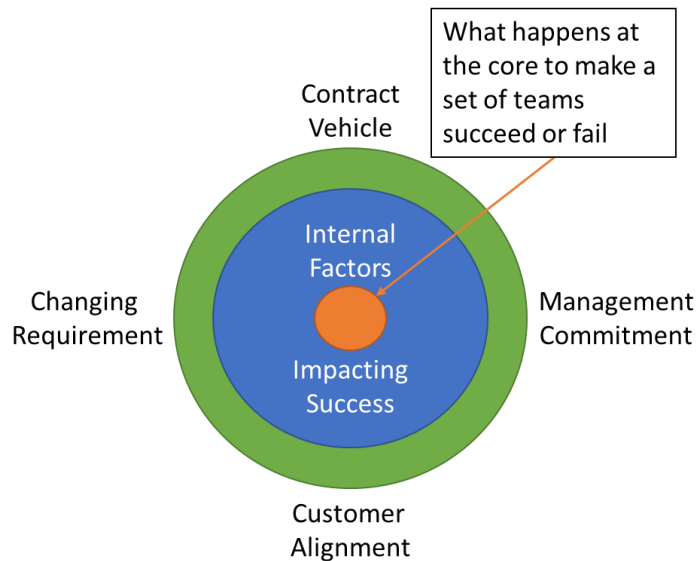 What happens at
the core to make a
set of teams
succeed or fail
Contract
Vehicle
Internal
Factors
Changing
Requirement
Management
Commitment
Impacting
Success
Customer
Alignment